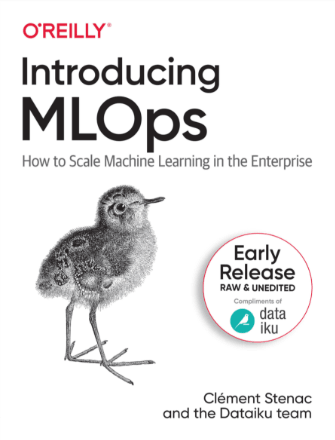 O'REILLY®
Introducing
MLOps
How to Scale Machine Learning in the Enterprise
Early
Release
RAW & UNEDITED
Compliments of
data
iku
Clément Stenac
and the Dataiku team